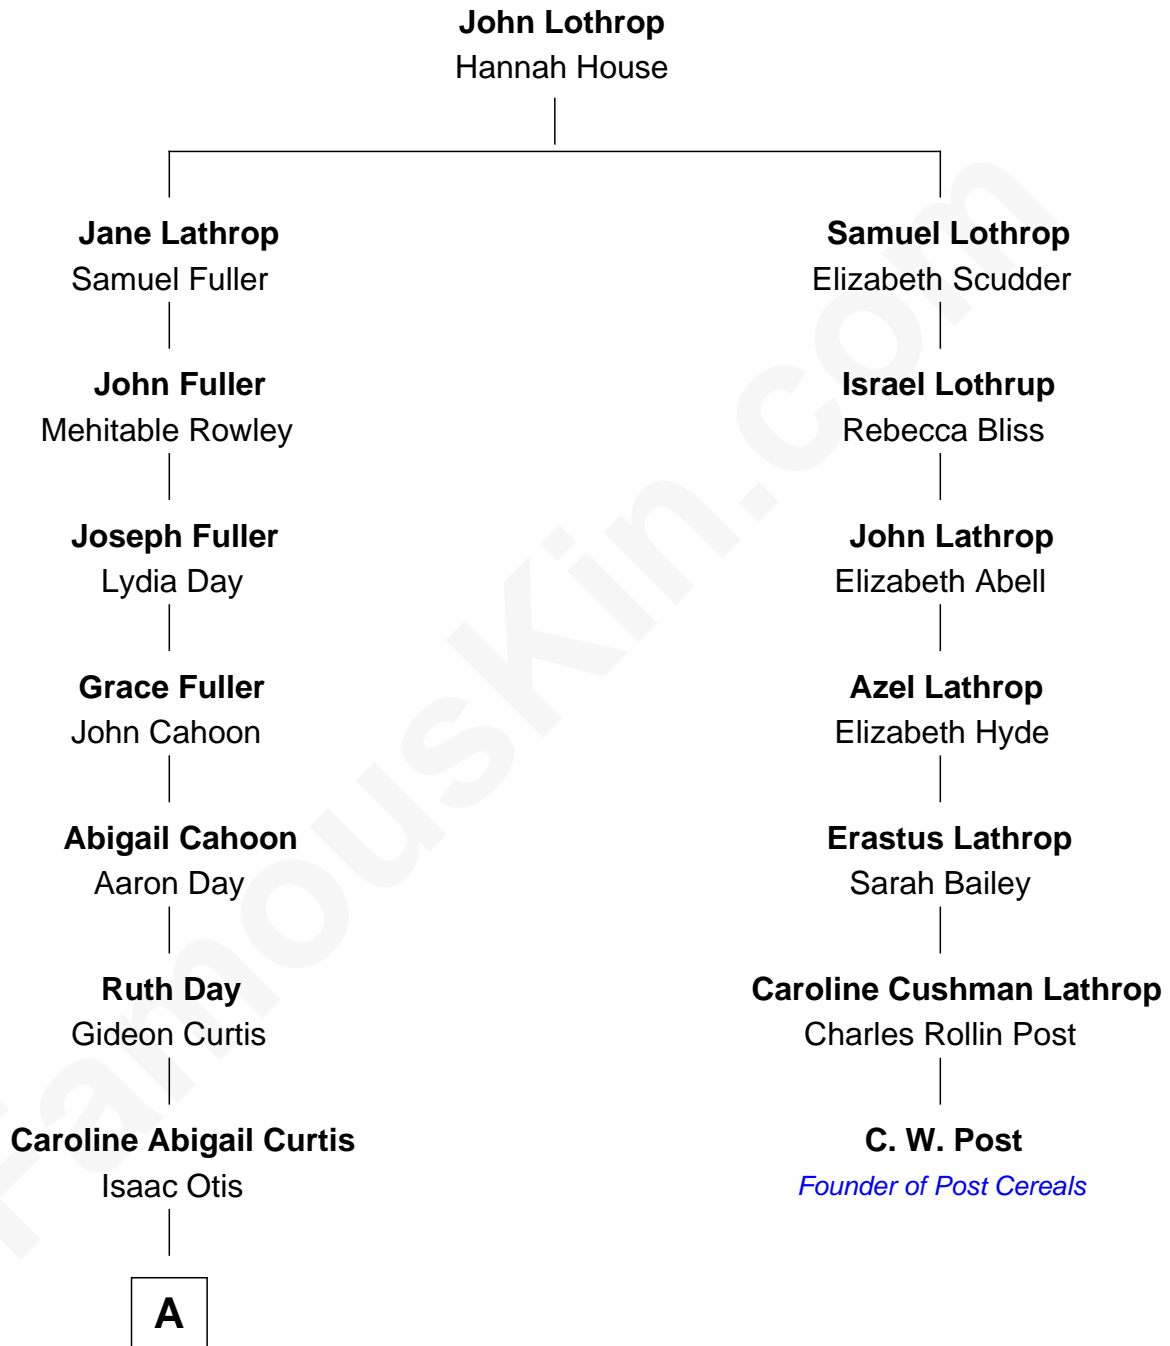 John Lothrop
Hannah House
Jane Lathrop
Samuel Fuller
Samuel Lothrop
Elizabeth Scudder
John Fuller
Mehitable Rowley
Israel Lothrup
Rebecca Bliss
Joseph Fuller
Lydia Day
John Lathrop
Elizabeth Abell
Grace Fuller
John Cahoon
Azel Lathrop
Elizabeth Hyde
Abigail Cahoon
Aaron Day
Erastus Lathrop
Sarah Bailey
Ruth Day
Gideon Curtis
Caroline Cushman Lathrop
Charles Rollin Post
Caroline Abigail Curtis
Isaac Otis
C. W. Post
Founder of Post Cereals
A
FamousKin.com